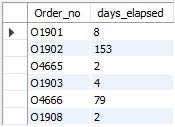 Order_no days_elapsed
O1901 8
O1902 153
O4665 2
O1903 4
O4666 79
O1908 2